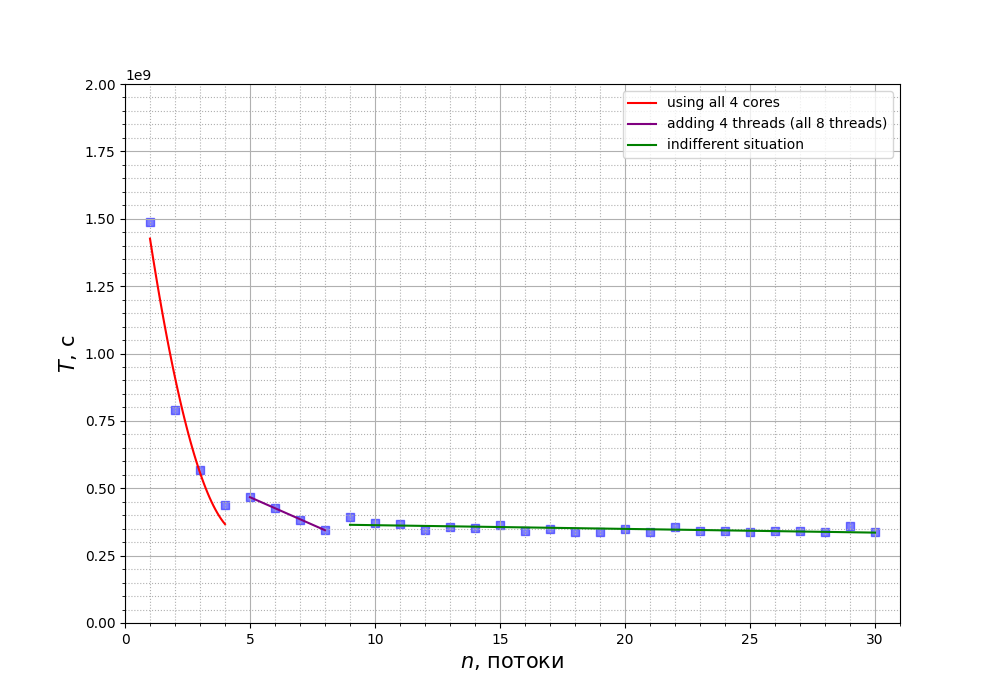 1e9
2.00
1.75
1.50
1.25
1.00
0.75
0.50
0.25
0.00
T, с
using all 4 cores
adding 4 threads (all 8 threads)
indifferent situation
0 5 10 15 20 25 30
n, потоки